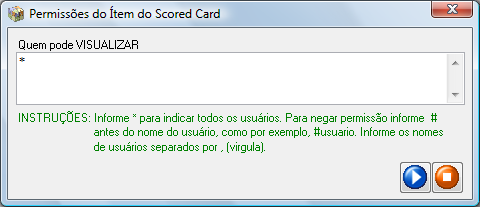 Permissões do Ítem do Scored Card
Quem pode VISUALIZAR
*
INSTRUÇÕES: Informe * para indicar todos os usuários. Para negar permissão informe #
antes do nome do usuário, como por exemplo, #usuario. Informe os nomes
de usuários separados por , (virgula).